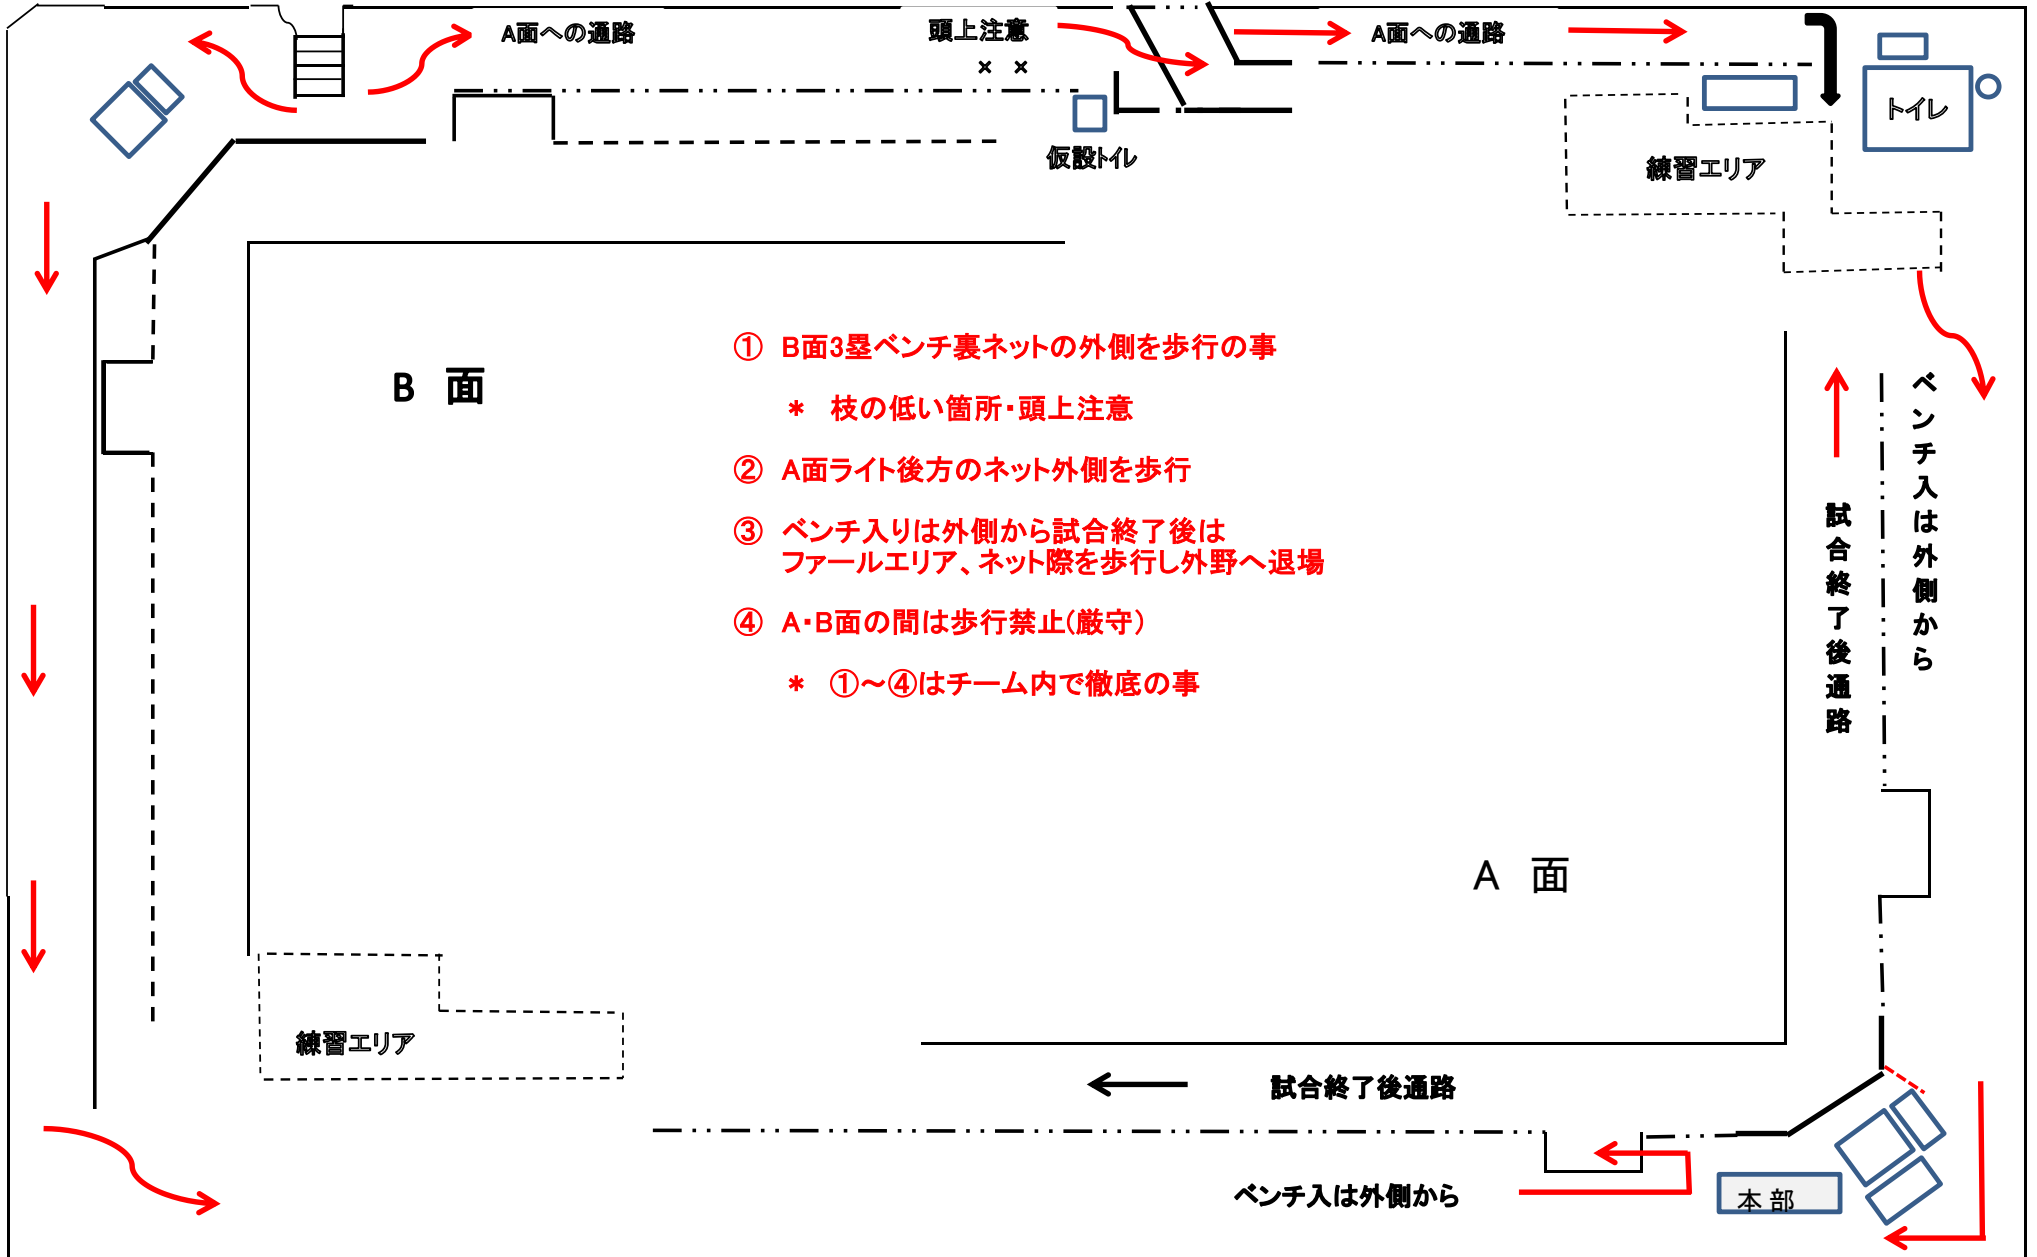 A面への通路
頭上注意
× ×
A面への通路
トイレ
仮設トイレ
練習エリア
B 面
① B面3塁ベンチ裏ネットの外側を歩行の事
* 枝の低い箇所・頭上注意
② A面ライト後方のネット外側を歩行
③ ベンチ入りは外側から試合終了後は
ファールエリア、ネット際を歩行し外野へ退場
④ A・B面の間は歩行禁止(厳守)
* ①～④はチーム内で徹底の事
ベンチ入は外側から
試合終了後通路
A 面
練習エリア
試合終了後通路
ベンチ入は外側から
本 部